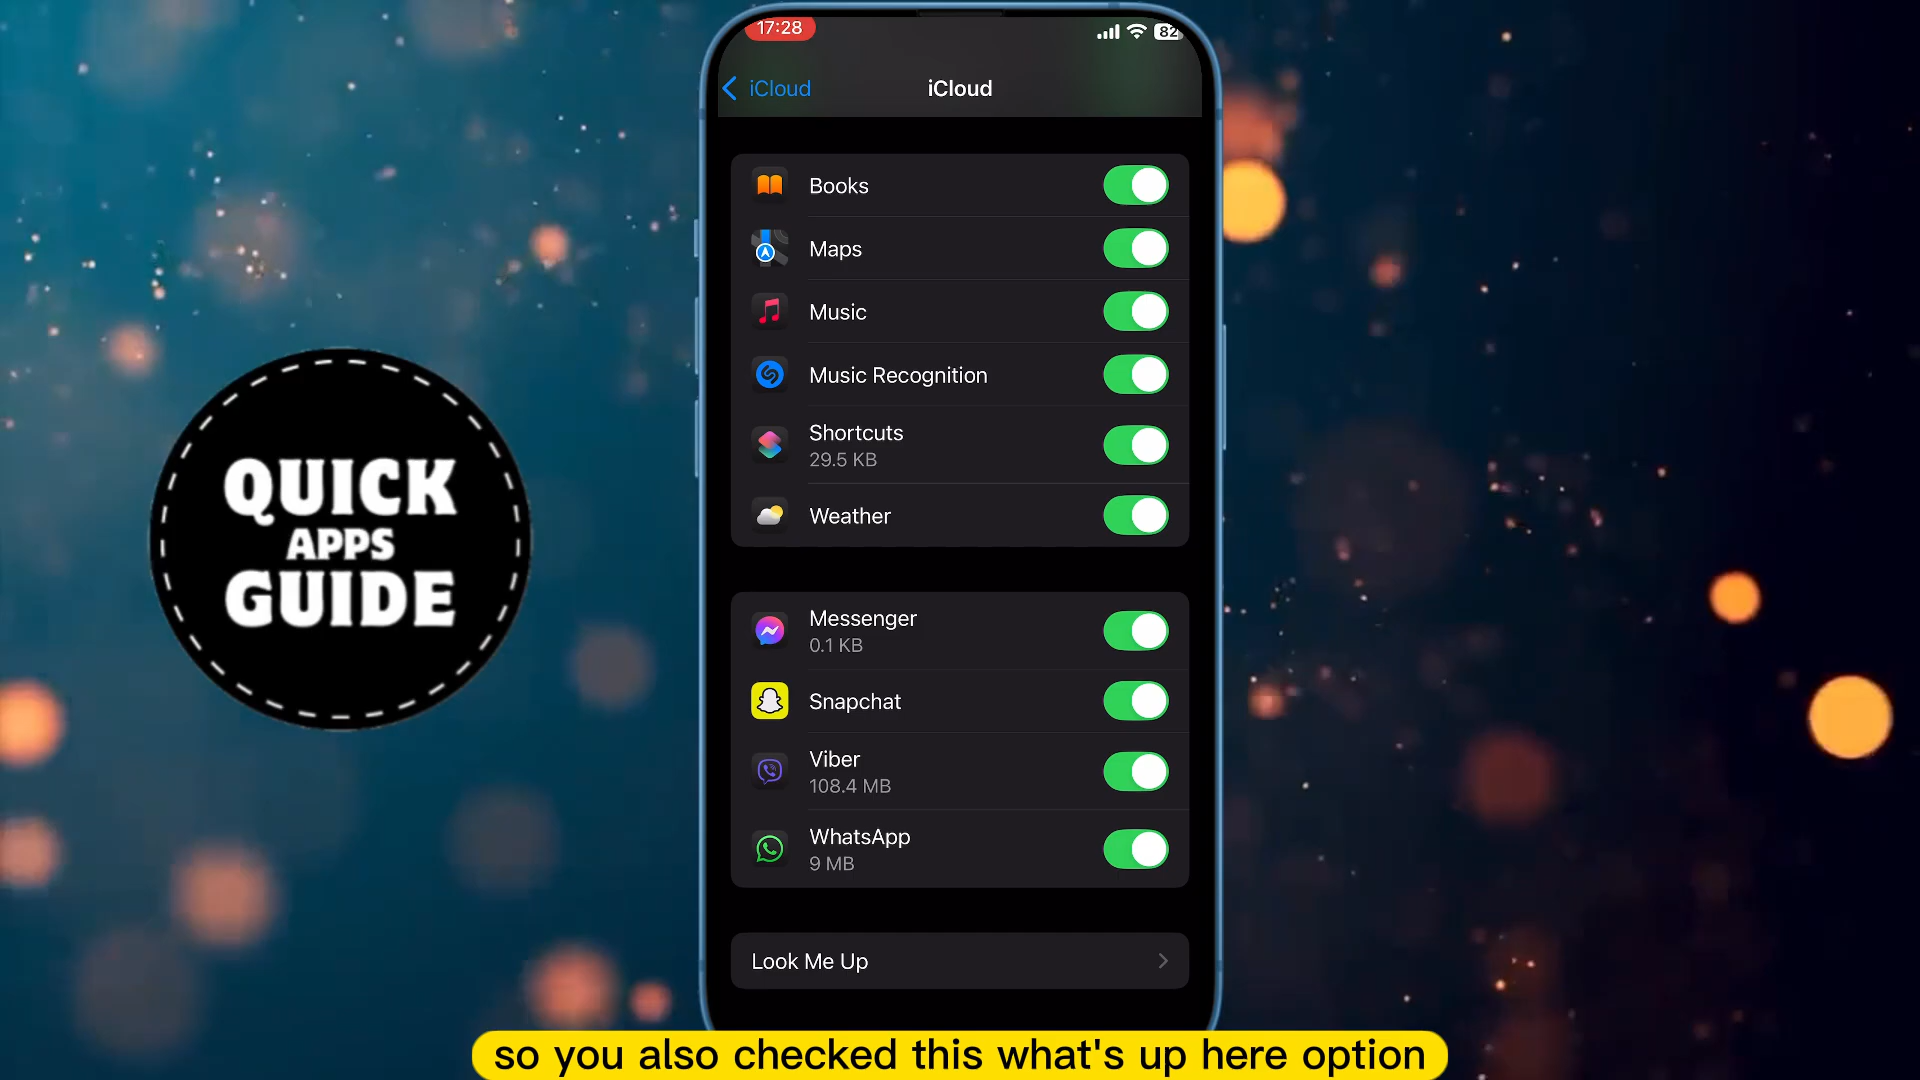 17:28
82
iCloud
iCloud
Books
Maps
Music
Music Recognition
Shortcuts
29.5 KB
Weather
Messenger
0.1 KB
Snapchat
Viber
108.4 MB
WhatsApp
9 MB
Look Me Up
QUICK
APPS
GUIDE
so you also checked this what's up here option